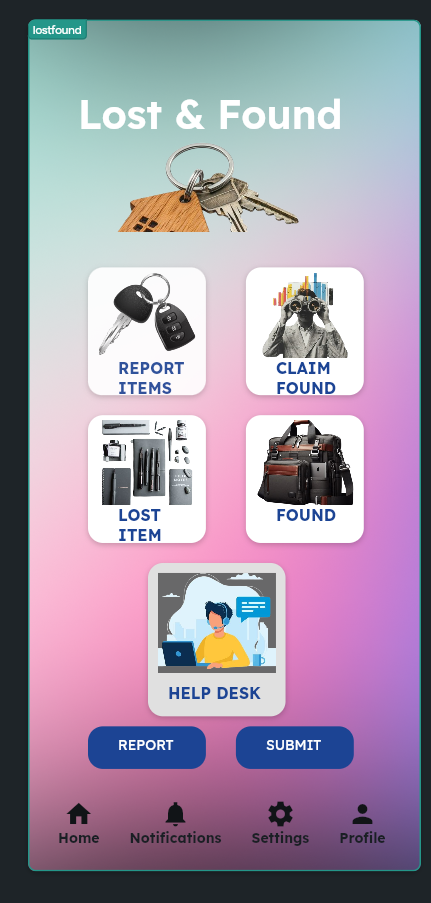 lostfound
Lost & Found
REPORT
ITEMS
CLAIM
FOUND
LOST
ITEM
FOUND
HELP DESK
REPORT
SUBMIT
Home
Notifications
Settings
Profile